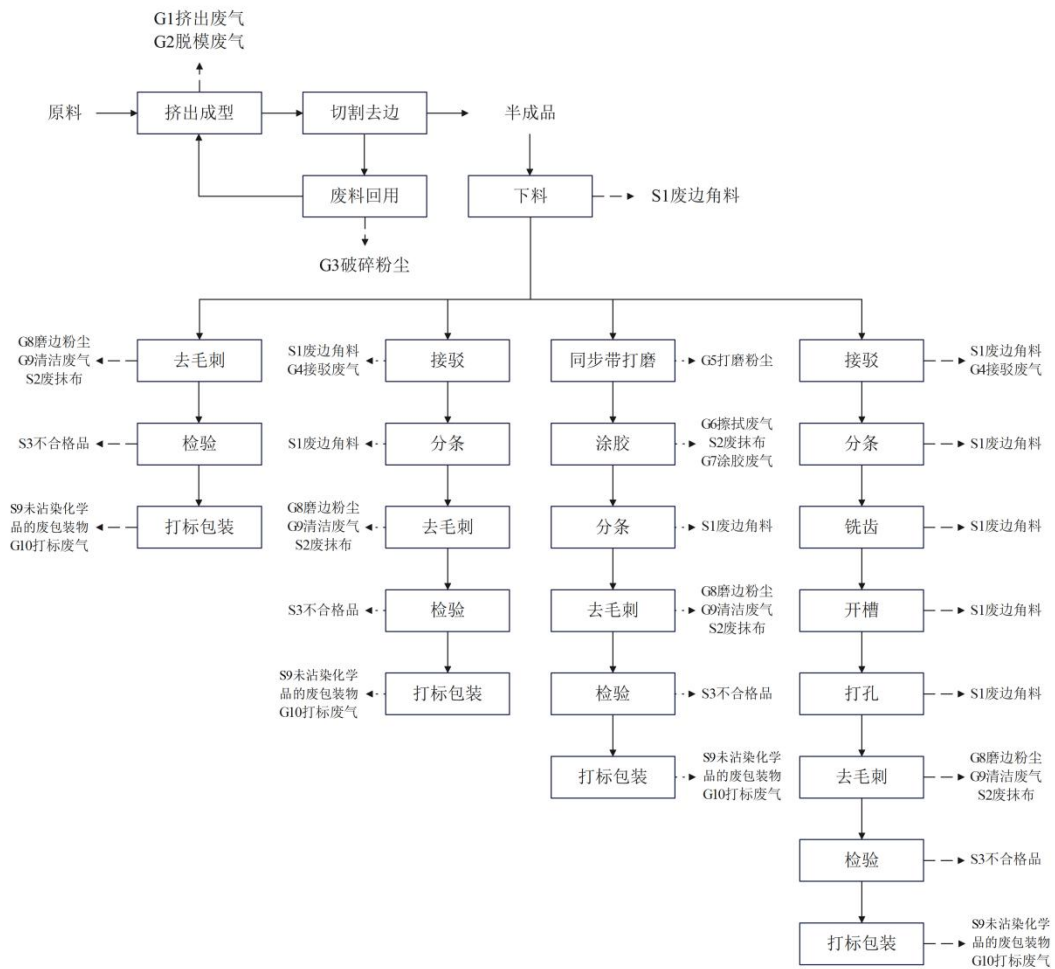 G1挤出废气
G2脱模废气
原料
挤出成型
切割去边
半成品
废料回用
下料
S1废边角料
G3破碎粉尘
G8磨边粉尘
G9清洁废气
S2废抹布
去毛刺
S3不合格品
检验
S9未沾染化学
品的废包装物
G10打标废气
打标包装
S1废边角料
G4接驳废气
接驳
S1废边角料
分条
G8磨边粉尘
G9清洁废气
S2废抹布
去毛刺
S3不合格品
检验
S9未沾染化学
品的废包装物
G10打标废气
打标包装
同步带打磨
G5打磨粉尘
涂胶
G6擦拭废气
S2废抹布
G7涂胶废气
分条
S1废边角料
去毛刺
G8磨边粉尘
G9清洁废气
S2废抹布
检验
S3不合格品
打标包装
S9未沾染化学
品的废包装物
G10打标废气
接驳
S1废边角料
G4接驳废气
分条
S1废边角料
铣齿
S1废边角料
开槽
S1废边角料
打孔
S1废边角料
去毛刺
G8磨边粉尘
G9清洁废气
S2废抹布
检验
S3不合格品
打标包装
S9未沾染化学
品的废包装物
G10打标废气